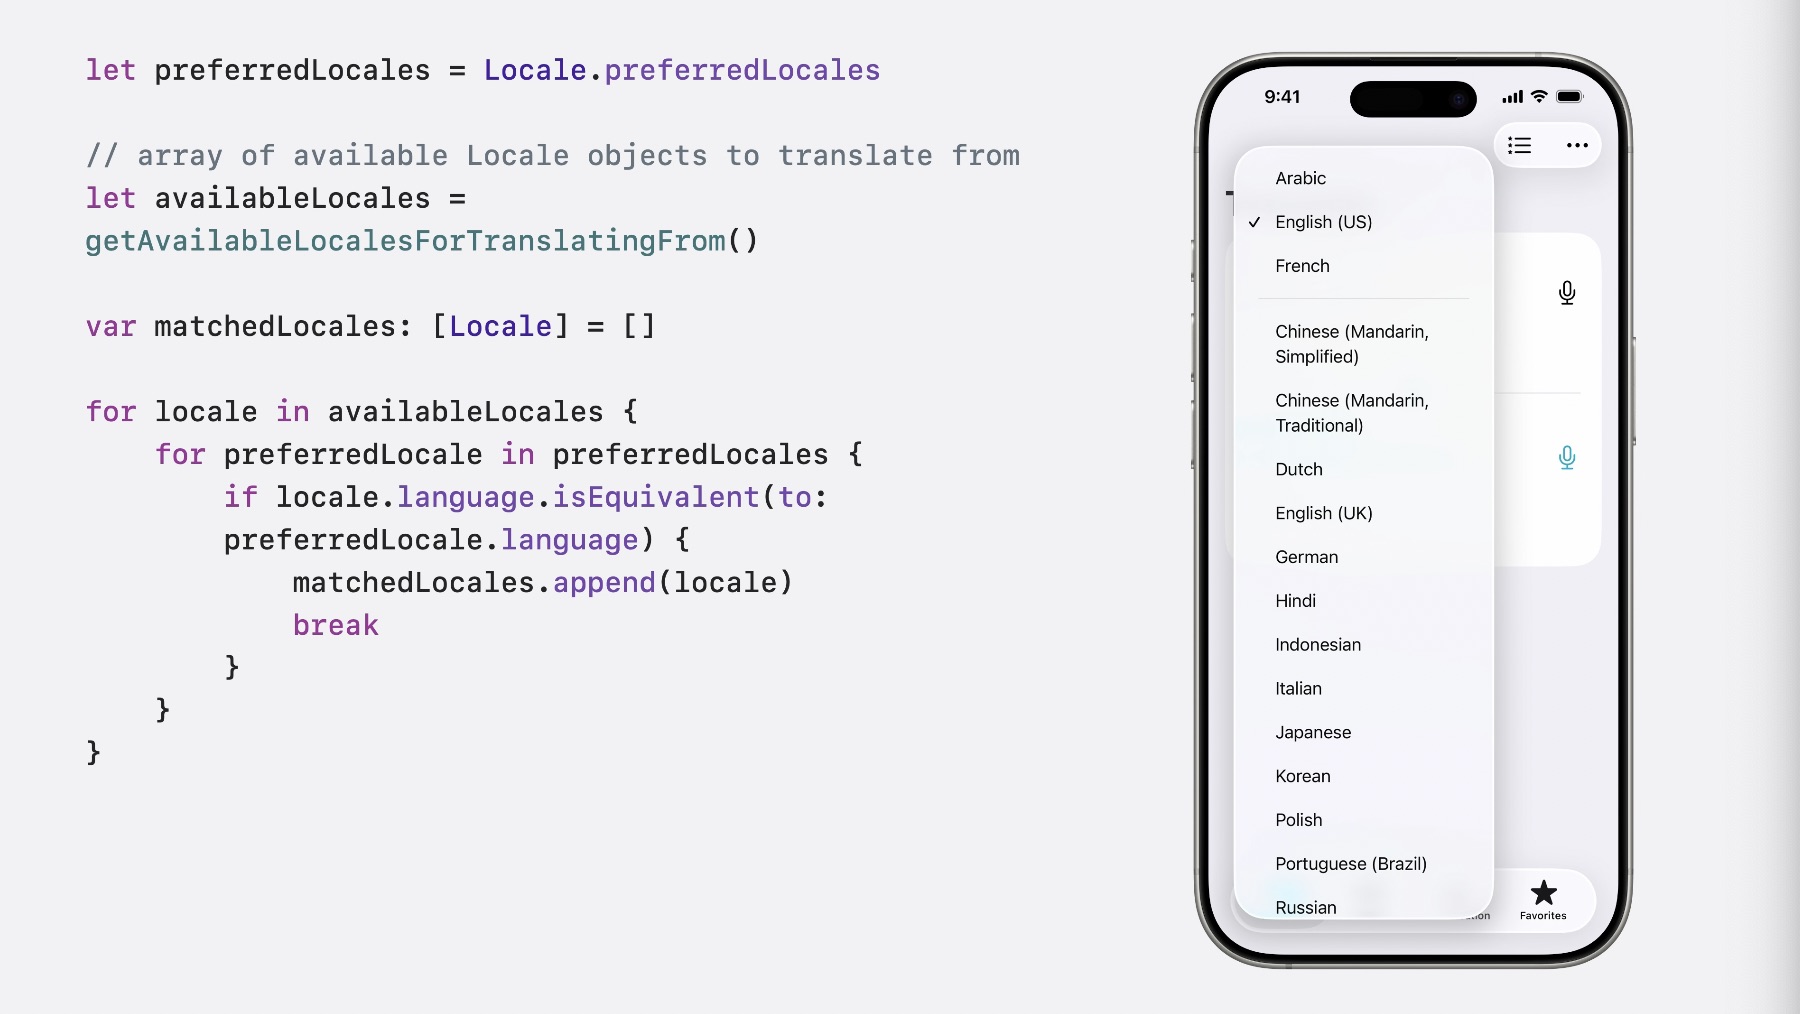 let preferredLocales = Locale.preferredLocales
// array of available Locale objects to translate from
let availableLocales =
getAvailableLocalesForTranslatingFrom()
var matchedLocales: [Locale] = []
for locale in availableLocales {
for preferredLocale in preferredLocales {
if locale.language.isEquivalent(to:
preferredLocale.language) {
matchedLocales.append(locale)
break
}
}
}
9:41
Arabic
✓ English (US)
French
Chinese (Mandarin,
Simplified)
Chinese (Mandarin,
Traditional)
Dutch
English (UK)
German
Hindi
Indonesian
Italian
Japanese
Korean
Polish
Portuguese (Brazil)
Russian
Favorites